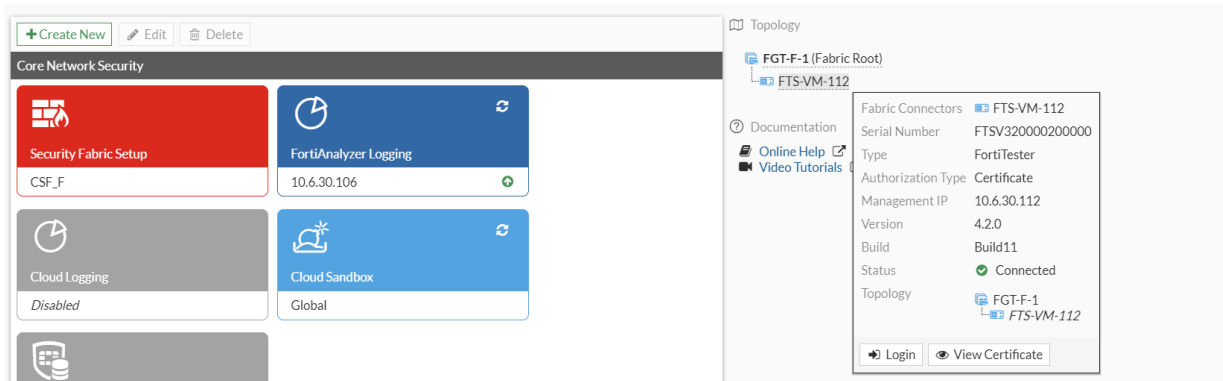 Create New Edit Delete
Core Network Security
Security Fabric Setup
CSF_F
FortiAnalyzer Logging
10.6.30.106
Cloud Logging
Disabled
Cloud Sandbox
Global
Topology
FGT-F-1 (Fabric Root)
FTS-VM-112
Documentation
Online Help
Video Tutorials
Fabric Connectors FTS-VM-112
Serial Number FTSV320000200000
Type FortiTester
Authorization Type Certificate
Management IP 10.6.30.112
Version 4.2.0
Build Build11
Status Connected
Topology FGT-F-1
FTS-VM-112
Login View Certificate